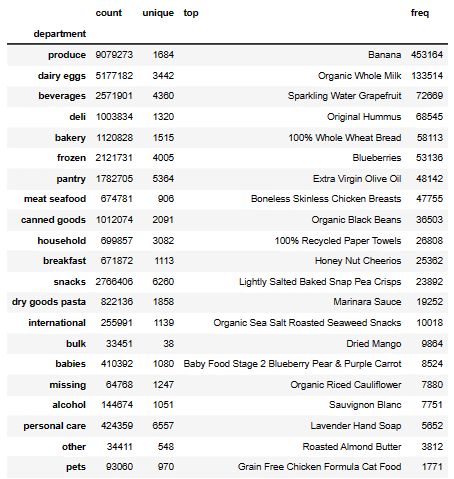 count unique top freq
department
produce 9079273 1684 Banana 453164
dairy eggs 5177182 3442 Organic Whole Milk 133514
beverages 2571901 4360 Sparkling Water Grapefruit 72669
deli 1003834 1320 Original Hummus 68545
bakery 1120828 1515 100% Whole Wheat Bread 58113
frozen 2121731 4005 Blueberries 53136
pantry 1782705 5364 Extra Virgin Olive Oil 48142
meat seafood 674781 906 Boneless Skinless Chicken Breasts 47755
canned goods 1012074 2091 Organic Black Beans 36503
household 699857 3082 100% Recycled Paper Towels 26808
breakfast 671872 1113 Honey Nut Cheerios 25362
snacks 2766406 6260 Lightly Salted Baked Snap Pea Crisps 23892
dry goods pasta 822136 1858 Marinara Sauce 19252
international 255991 1139 Organic Sea Salt Roasted Seaweed Snacks 10018
bulk 33451 38 Dried Mango 9864
babies 410392 1080 Baby Food Stage 2 Blueberry Pear & Purple Carrot 8524
missing 64768 1247 Organic Riced Cauliflower 7880
alcohol 144674 1051 Sauvignon Blanc 7751
personal care 424359 6557 Lavender Hand Soap 5652
other 34411 548 Roasted Almond Butter 3812
pets 93060 970 Grain Free Chicken Formula Cat Food 1771